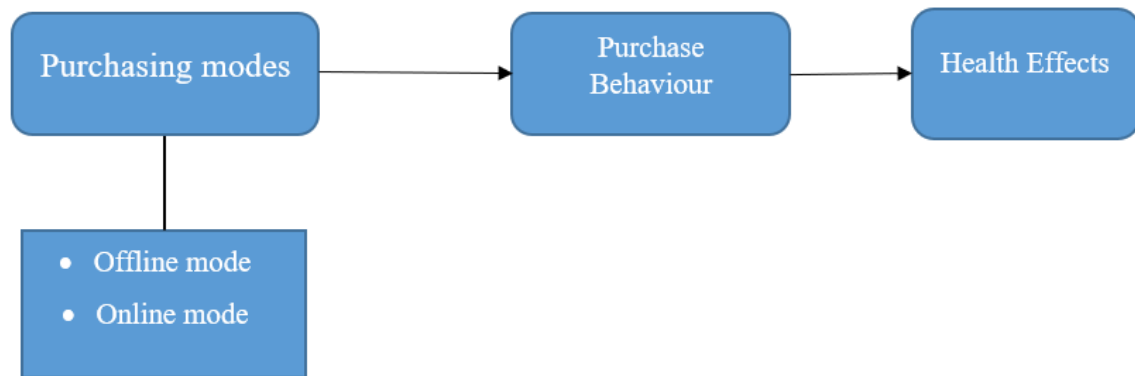 Purchasing modes
Purchase
Behaviour
Health Effects
• Offline mode
• Online mode